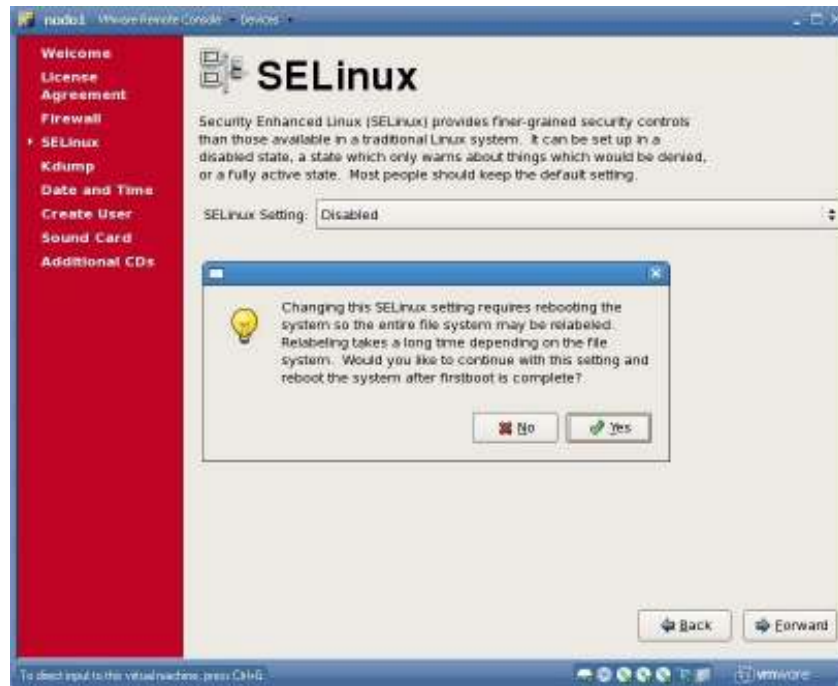 nodo1 VMware Remote Console Devices
Welcome
License
Agreement
Firewall
SELinux
Kdump
Date and Time
Create User
Sound Card
Additional CDs
SELinux
Security Enhanced Linux (SELinux) provides finer-grained security controls
than those available in a traditional Linux system. It can be set up in a
disabled state, a state which only warns about things which would be denied,
or a fully active state. Most people should keep the default setting.
SELinux Setting: Disabled
Changing this SELinux setting requires rebooting the
system so the entire file system may be relabeled.
Relabeling takes a long time depending on the file
system. Would you like to continue with this setting and
reboot the system after firstboot is complete?
No
Yes
Back
Forward
To direct input to this virtual machine, press Ctrl+G.
vmware